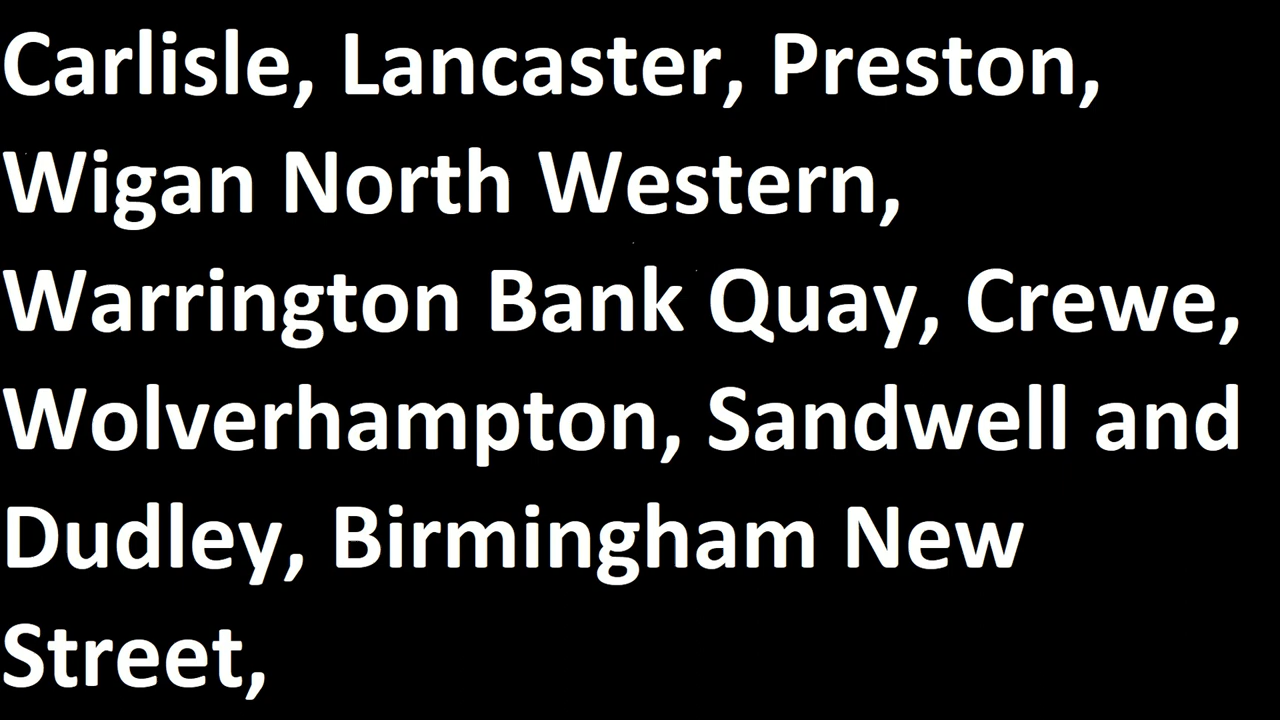 Carlisle, Lancaster, Preston,
Wigan North Western,
Warrington Bank Quay, Crewe,
Wolverhampton, Sandwell and
Dudley, Birmingham New
Street,